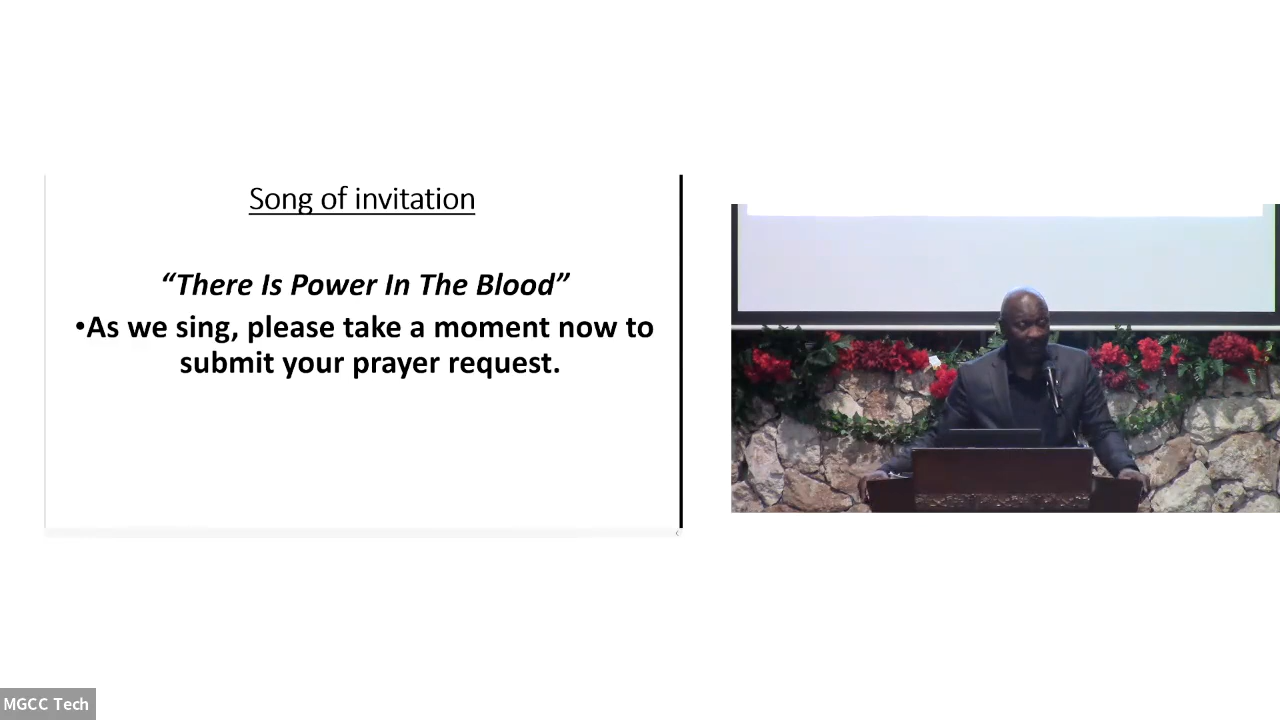 Song of invitation
“There Is Power In The Blood”
•As we sing, please take a moment now to
submit your prayer request.
MGCC Tech